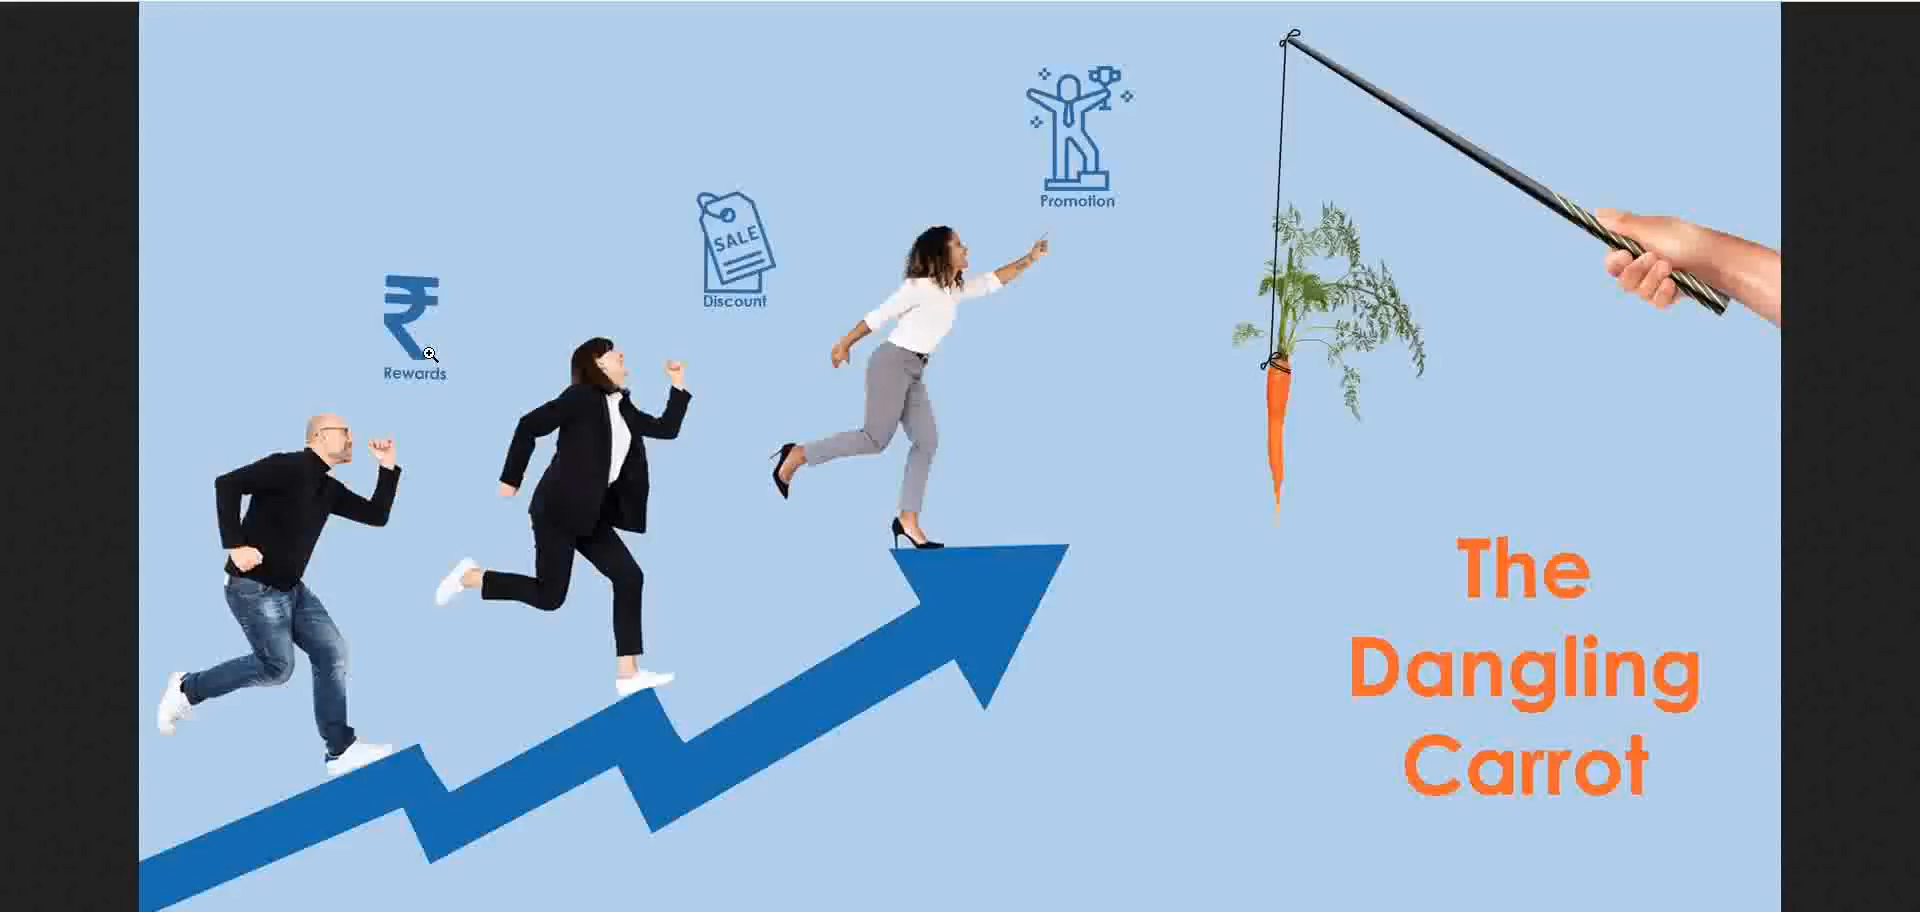 Promotion
SALE
Discount
₹
Rewards
The
Dangling
Carrot